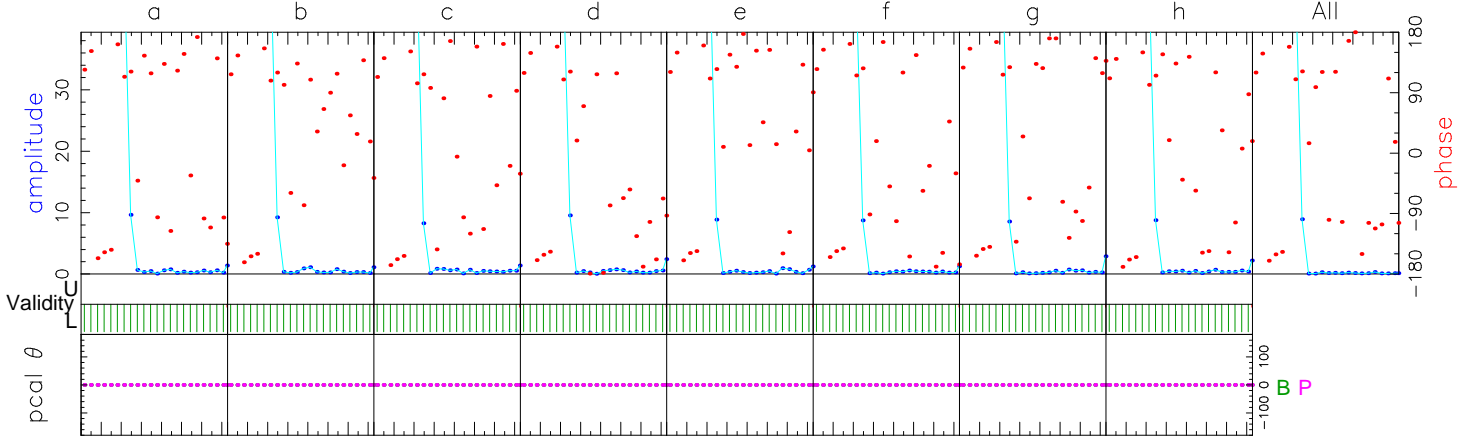 a b c d e f g h All
amplitude
0 10 20 30
180 90 0 −90 −180
phase
U
Validity
L
pcal θ
100 0 −100
B P